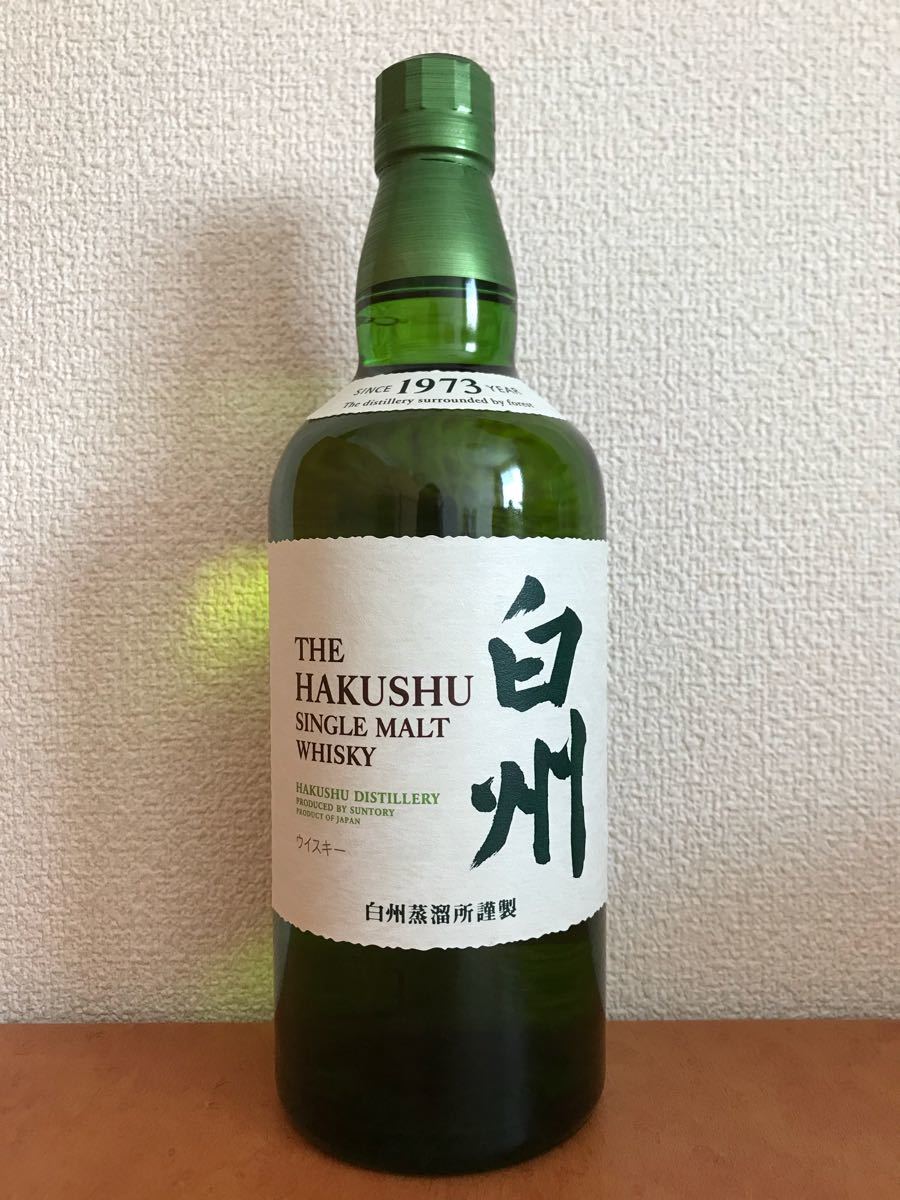 SINCE 1973 YEAR
The distillery surrounded by forest
THE
HAKUSHU
SINGLE MALT
WHISKY
白州
HAKUSHU DISTILLERY
PRODUCED BY SUNTORY
PRODUCT OF JAPAN
ウイスキー
白州蒸溜所謹製